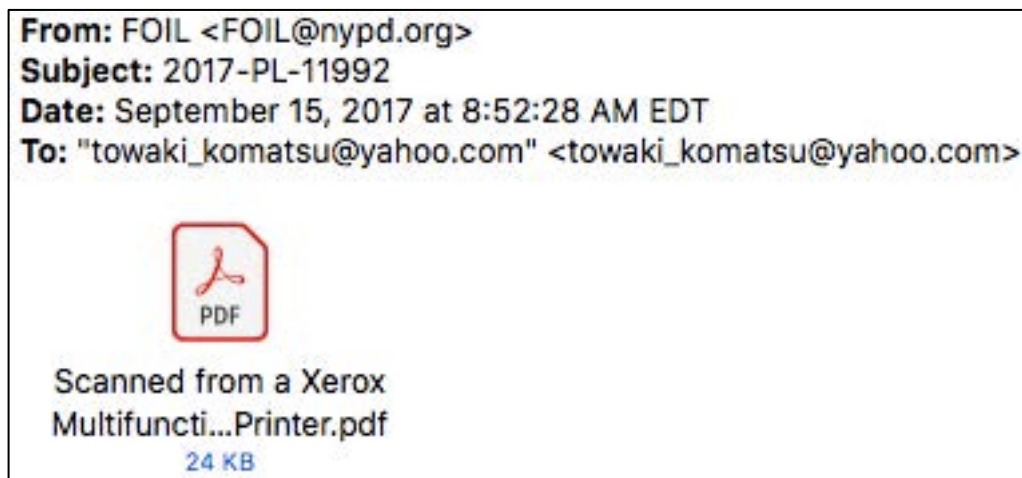 From: FOIL <FOIL@nypd.org>
Subject: 2017-PL-11992
Date: September 15, 2017 at 8:52:28 AM EDT
To: "towaki_komatsu@yahoo.com" <towaki_komatsu@yahoo.com>
PDF
Scanned from a Xerox
Multifuncti...Printer.pdf
24 KB